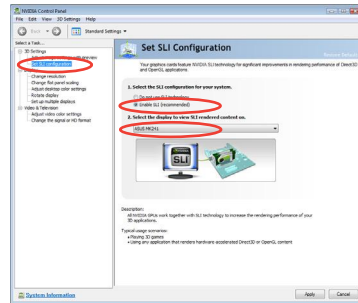 NVIDIA Control Panel
File Edit View 3D Settings Help
Back
Standard Settings
Select a Task...
3D Settings
Set SLI configuration
Change resolution
Change flat panel scaling
Adjust desktop color settings
Rotate display
Set up multiple displays
Video & Television
Adjust video color settings
Change the signal or HD format
System Information
Set SLI Configuration
Your graphics cards feature NVIDIA SLI technology for significant improvements in rendering performance of Direct3D
and OpenGL applications.
1. Select the SLI configuration for your system.
Do not use SLI technology
Enable SLI (recommended)
2. Select the display to view SLI rendered content on.
ASUS MK241
SLI
Description:
All NVIDIA GPUs work together with SLI technology to increase the rendering performance of your
3D applications.
Typical usage scenarios:
• Playing 3D games
• Using any application that renders hardware accelerated Direct3D or OpenGL content
Apply Cancel